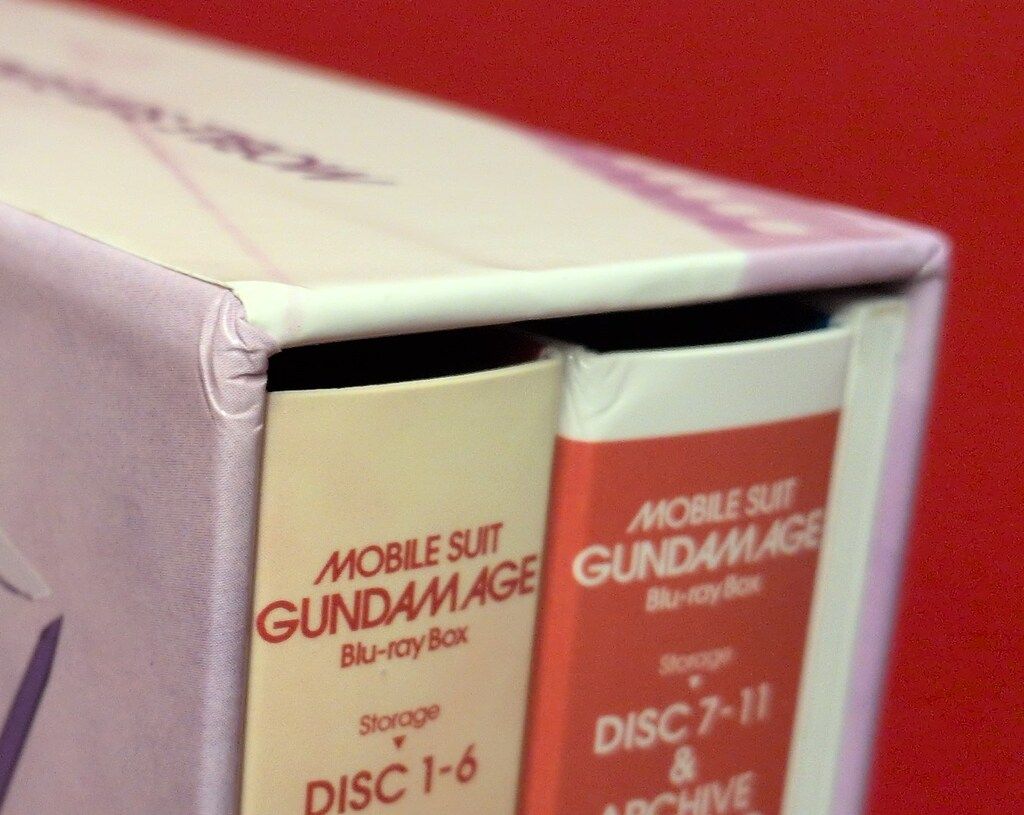 MOBILE SUIT
GUNDAM AGE
Blu-ray Box
Storage
▼
DISC 1-6
MOBILE SUIT
GUNDAM AGE
Blu-ray Box
Storage
▼
DISC 7-11
&
ARCHIVE